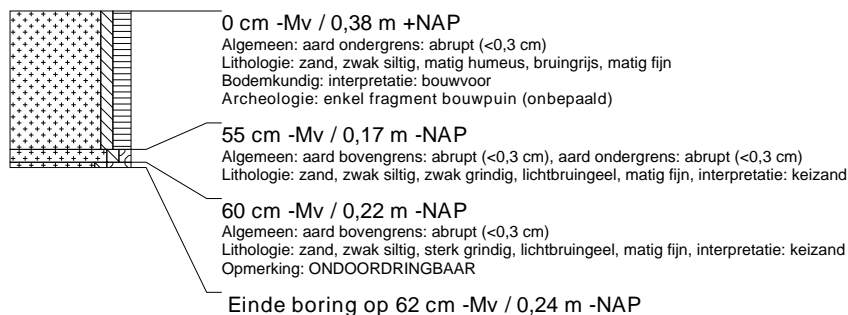 0 cm -Mv / 0,38 m +NAP
Algemeen: aard ondergrens: abrupt (<0,3 cm)
Lithologie: zand, zwak siltig, matig humeus, bruingrijs, matig fijn
Bodemkundig: interpretatie: bouwvoor
Archeologie: enkel fragment bouwpuin (onbepaald)
55 cm -Mv / 0,17 m -NAP
Algemeen: aard bovengrens: abrupt (<0,3 cm), aard ondergrens: abrupt (<0,3 cm)
Lithologie: zand, zwak siltig, zwak grindig, lichtbruingeel, matig fijn, interpretatie: keizand
60 cm -Mv / 0,22 m -NAP
Algemeen: aard bovengrens: abrupt (<0,3 cm)
Lithologie: zand, zwak siltig, sterk grindig, lichtbruingeel, matig fijn, interpretatie: keizand
Opmerking: ONDOORDRINGBAAR
Einde boring op 62 cm -Mv / 0,24 m -NAP